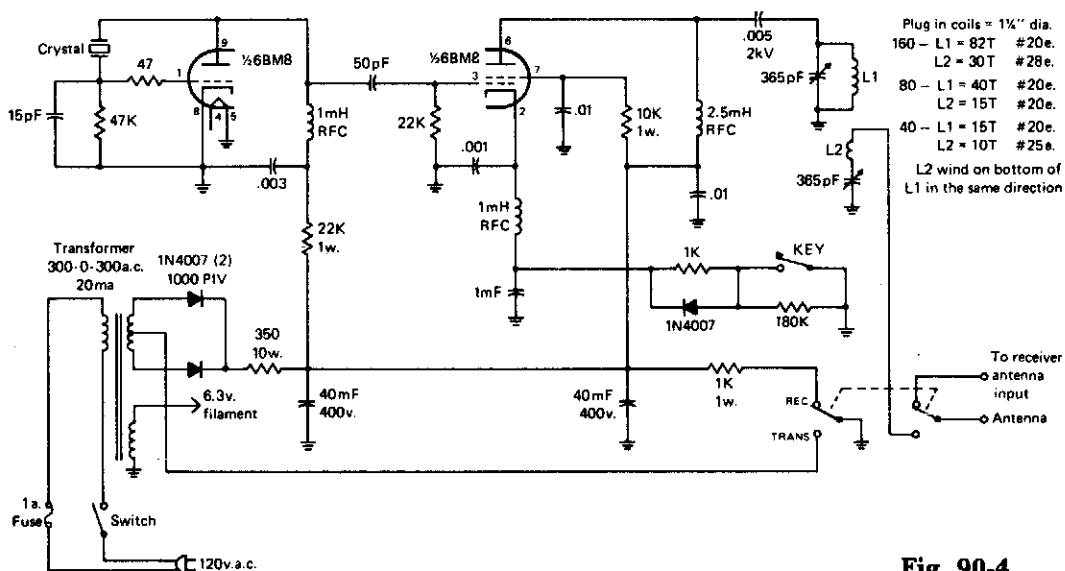 Crystal
15pF
47
47K
½6BM8
9
1
8
4
5
.003
1mH
RFC
22K
1w.
50pF
22K
½6BM8
6
3
7
2
.001
.01
1mH
RFC
10K
1w.
2.5mH
RFC
.01
.005
2kV
365pF
L1
L2
365pF
Plug in coils = 1¼" dia.
160 – L1 = 82T #20e.
L2 = 30T #28e.
80 – L1 = 40T #20e.
L2 = 15T #20e.
40 – L1 = 15T #20e.
L2 = 10T #25e.
L2 wind on bottom of
L1 in the same direction
Transformer
300-0-300a.c.
20ma
1N4007 (2)
1000 PIV
350
10w.
6.3v.
filament
40mF
400v.
1mF
1K
1N4007
KEY
180K
40mF
400v.
1K
1w.
REC
TRANS
To receiver
antenna
input
Antenna
1a.
Fuse
Switch
120v.a.c.
Fig. 90-4